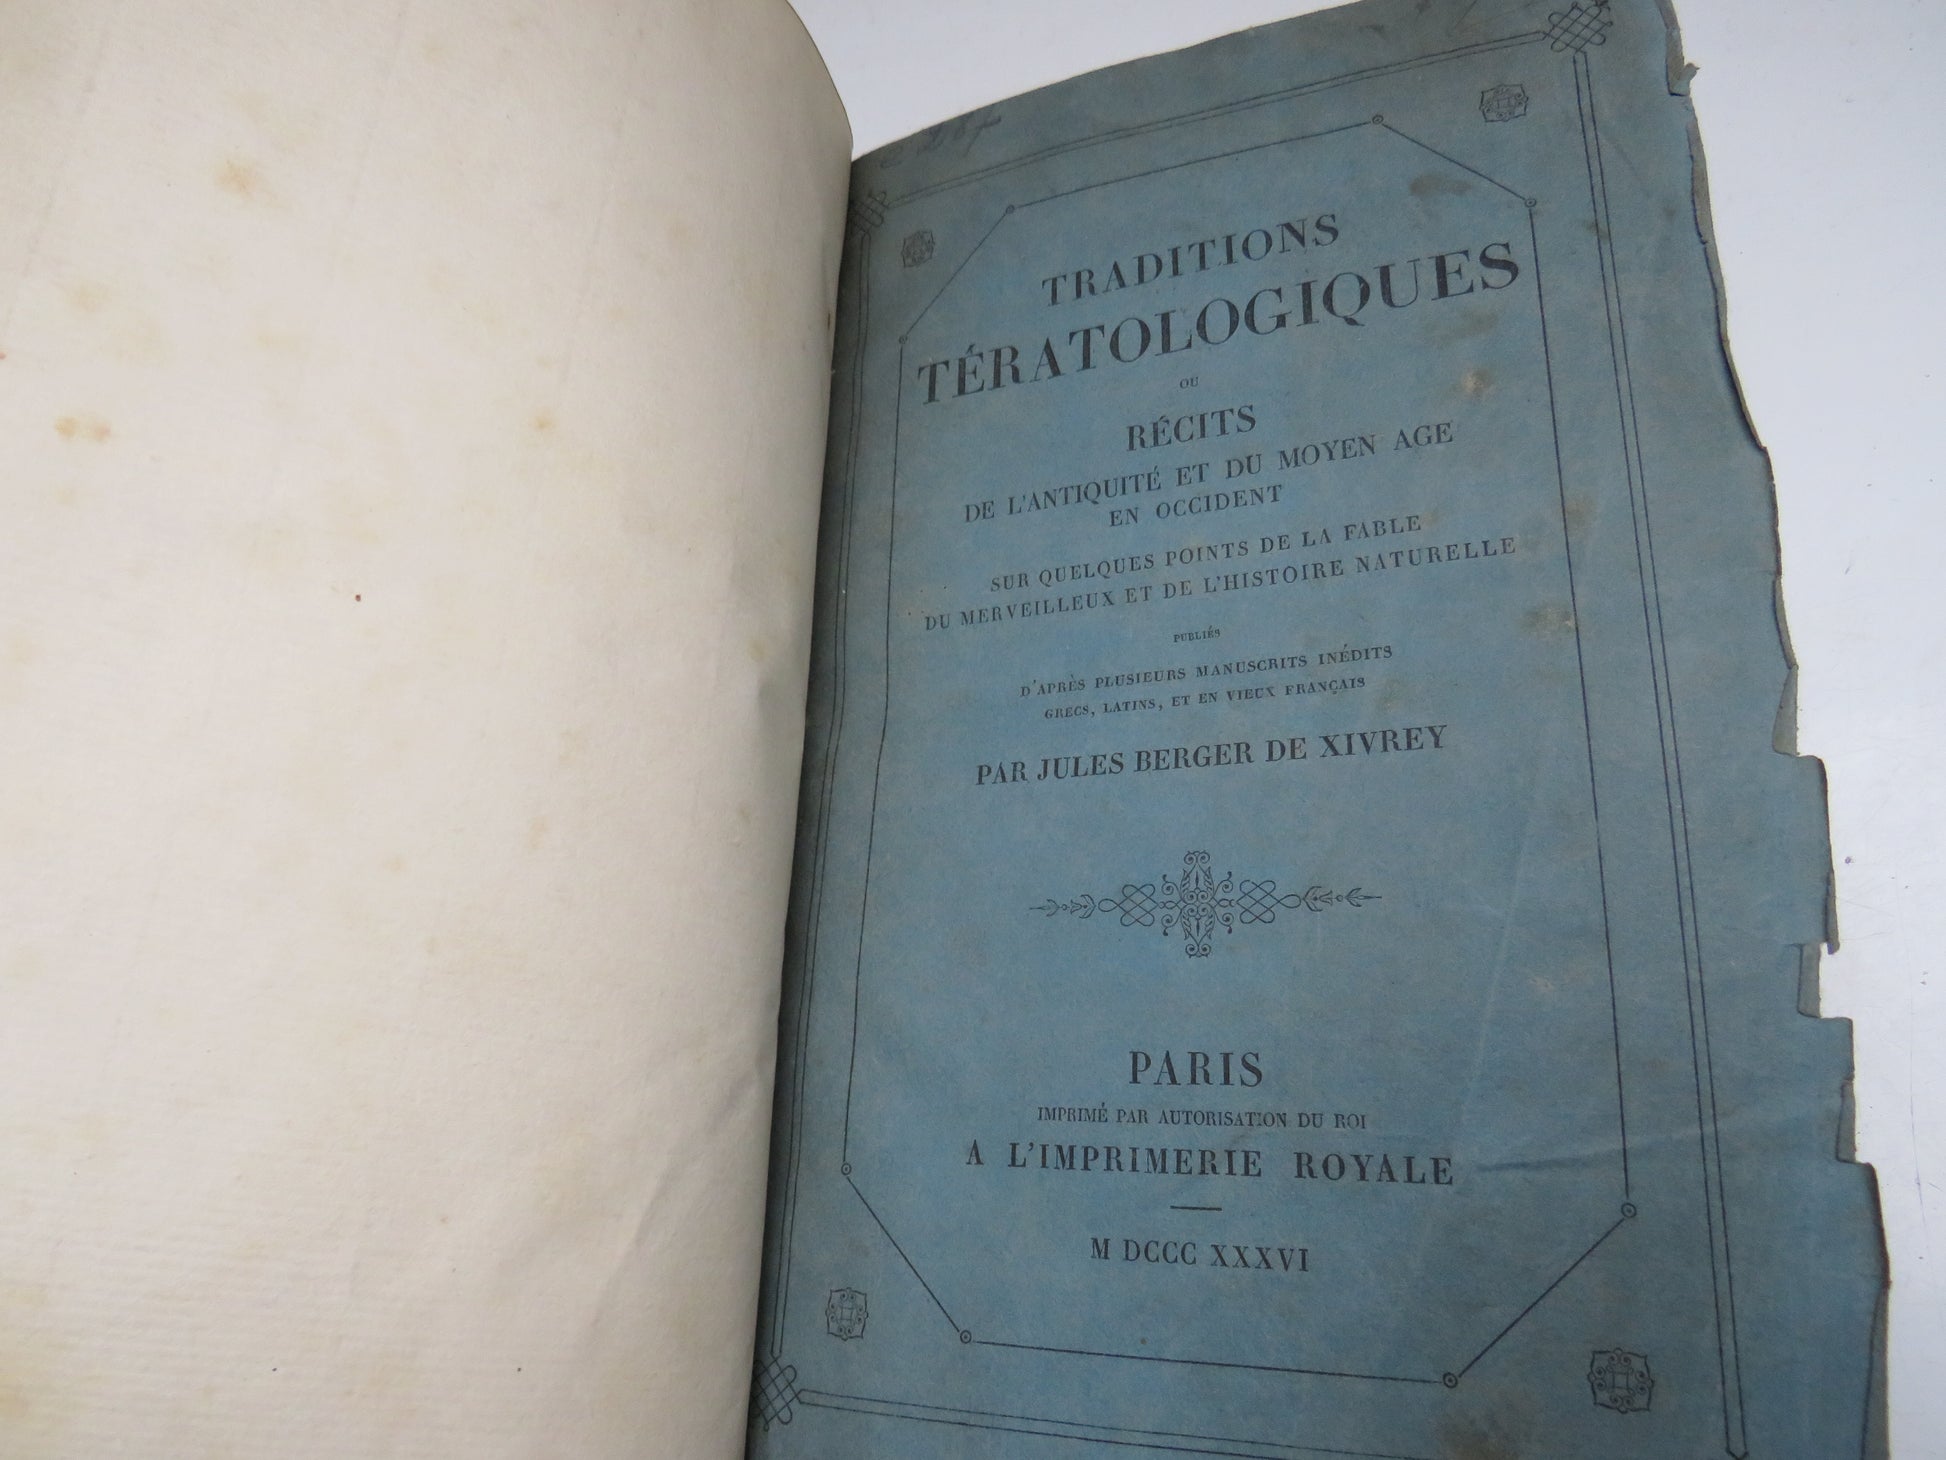 TRADITIONS
TÉRATOLOGIQUES
OU
RÉCITS
DE L'ANTIQUITÉ ET DU MOYEN AGE
EN OCCIDENT
SUR QUELQUES POINTS DE LA FABLE
DU MERVEILLEUX ET DE L'HISTOIRE NATURELLE
PUBLIÉS
D'APRÈS PLUSIEURS MANUSCRITS INÉDITS
GRECS, LATINS, ET EN VIEUX FRANÇAIS
PAR JULES BERGER DE XIVREY
PARIS
IMPRIMÉ PAR AUTORISATION DU ROI
A L'IMPRIMERIE ROYALE
M DCCC XXXVI